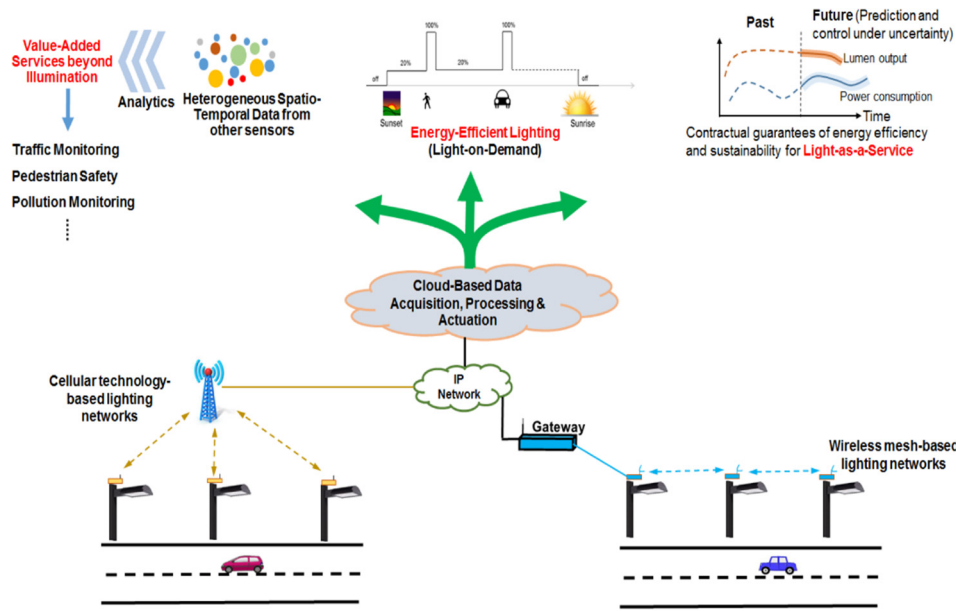 Value-Added
Services beyond
Illumination
Analytics
Heterogeneous Spatio-
Temporal Data from
other sensors
Traffic Monitoring
Pedestrian Safety
Pollution Monitoring
off
20%
100%
20%
100%
off
Sunset
Sunrise
Energy-Efficient Lighting
(Light-on-Demand)
Past
Future (Prediction and
control under uncertainty)
Lumen output
Power consumption
Time
Contractual guarantees of energy efficiency
and sustainability for Light-as-a-Service
Cloud-Based Data
Acquisition, Processing &
Actuation
IP
Network
Cellular technology-
based lighting
networks
Gateway
Wireless mesh-based
lighting networks